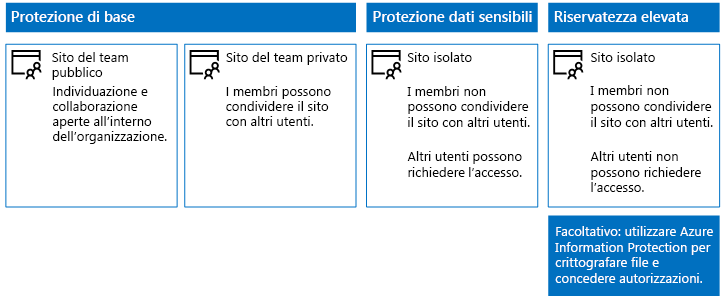 Protezione di base
Sito del team
pubblico
Individuazione e
collaborazione
aperte all'interno
dell'organizzazione.
Sito del team privato
I membri possono
condividere il sito
con altri utenti.
Protezione dati sensibili
Sito isolato
I membri non
possono condividere
il sito con altri utenti.
Altri utenti possono
richiedere l'accesso.
Riservatezza elevata
Sito isolato
I membri non
possono condividere
il sito con altri utenti.
Altri utenti non
possono richiedere
l'accesso.
Facoltativo: utilizzare Azure
Information Protection per
crittografare file e
concedere autorizzazioni.